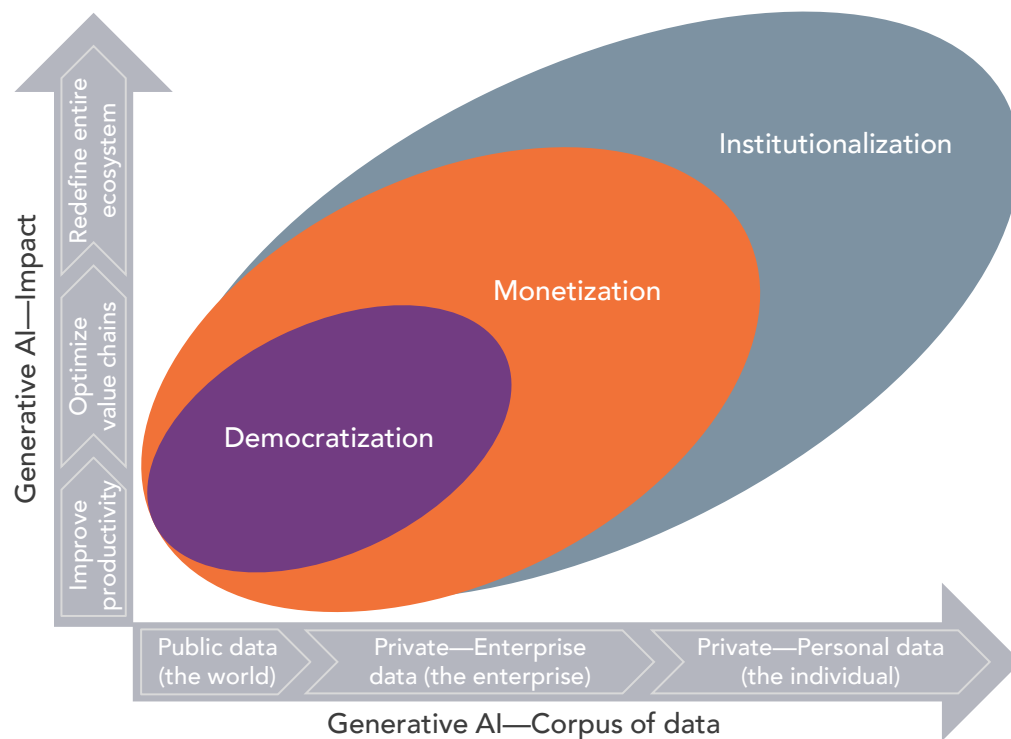 Generative AI—Impact
Redefine entire
ecosystem
Optimize
value chains
Improve
productivity
Institutionalization
Monetization
Democratization
Public data
(the world)
Private—Enterprise
data (the enterprise)
Private—Personal data
(the individual)
Generative AI—Corpus of data